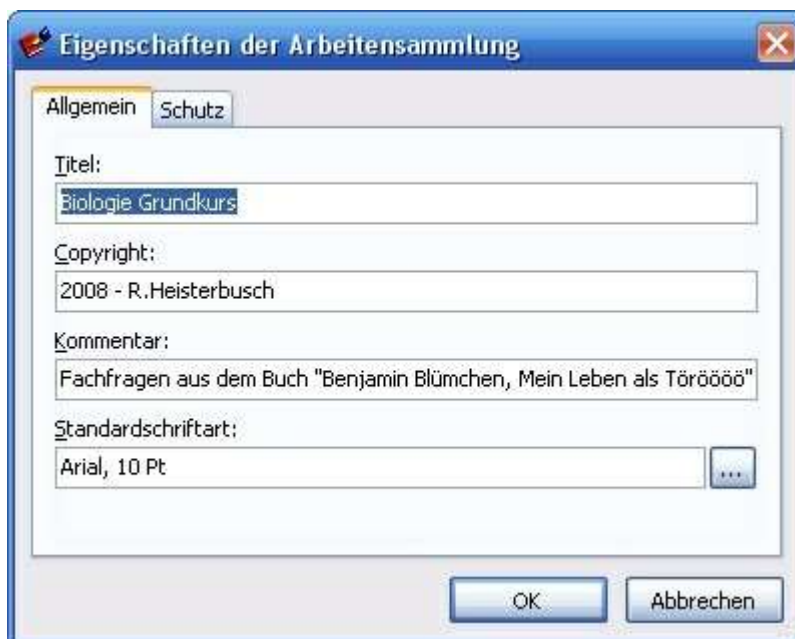 Eigenschaften der Arbeitensammlung
Allgemein
Schutz
Titel:
Biologie Grundkurs
Copyright:
2008 - R.Heisterbusch
Kommentar:
Fachfragen aus dem Buch "Benjamin Blümchen, Mein Leben als Töröööö"
Standardschriftart:
Arial, 10 Pt
...
OK
Abbrechen